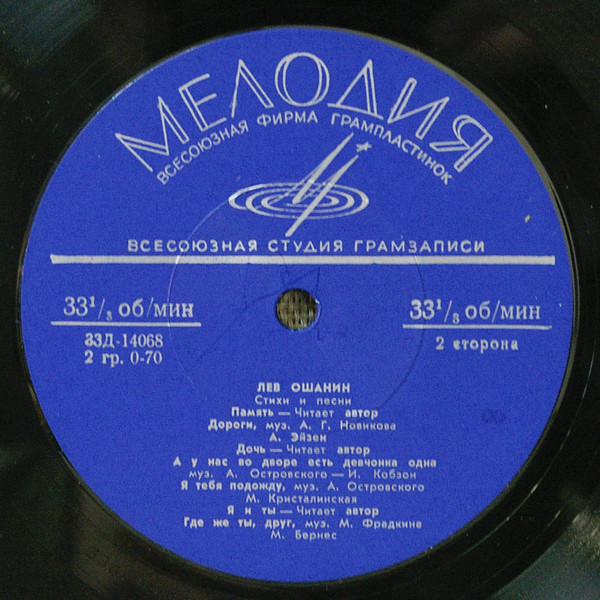 МЕЛОДИЯ
ВСЕСОЮЗНАЯ ФИРМА ГРАМПЛАСТИНОК
ВСЕСОЮЗНАЯ СТУДИЯ ГРАМЗАПИСИ
33¹/₃ об/мин
33¹/₃ об/мин
33Д-14068
2 гр. 0-70
2 сторона
ЛЕВ ОШАНИН
Стихи и песни
Память — Читает автор
Дороги, муз. А. Г. Новикова
А. Эйзен
Дочь — Читает автор
А у нас во дворе есть девчонка одна
муз. А. Островского — И. Кобзон
Я тебя подожду, муз. А. Островского
М. Кристалинская
Я и ты — Читает автор
Где же ты, друг, муз. М. Фрадкина
М. Бернес